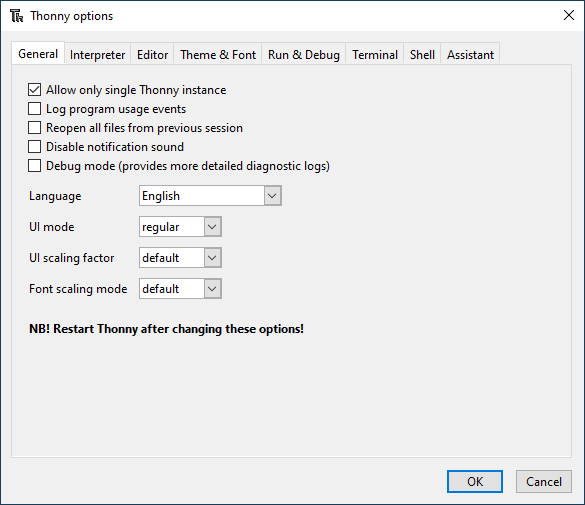 Thonny options
General Interpreter Editor Theme & Font Run & Debug Terminal Shell Assistant
Allow only single Thonny instance
Log program usage events
Reopen all files from previous session
Disable notification sound
Debug mode (provides more detailed diagnostic logs)
Language English
UI mode regular
UI scaling factor default
Font scaling mode default
NB! Restart Thonny after changing these options!
OK Cancel